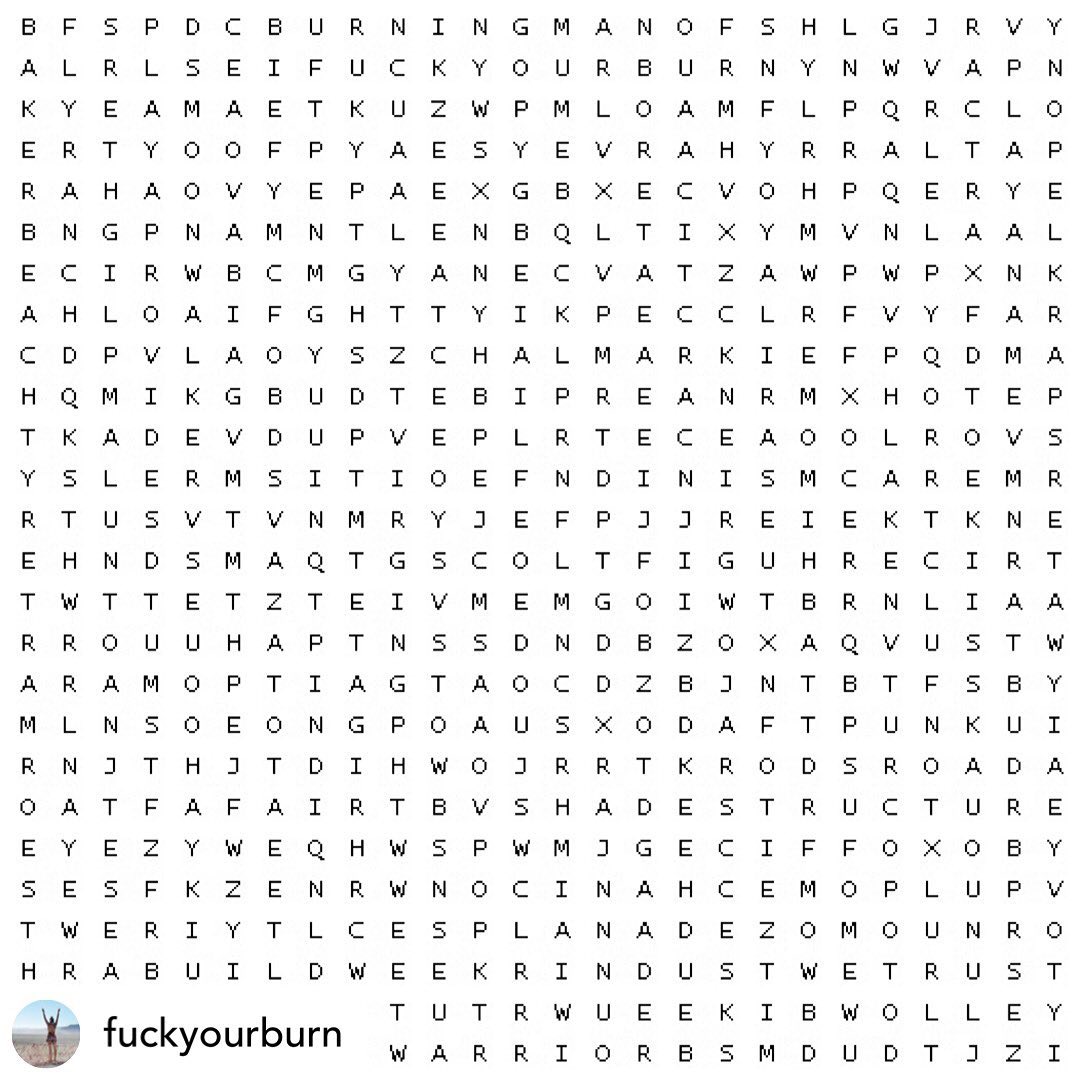 B F S P D C B U R N I N G M A N O F S H L G J R V Y
A L R L S E I F U C K Y O U R B U R N Y N W V A P N
K Y E A M A E T K U Z W P M L O A M F L P Q R C L O
E R T Y O O F P Y A E S Y E V R A H Y R R A L T A P
R A H A O V Y E P A E X G B X E C V O H P Q E R Y E
B N G P N A M N T L E N B Q L T I X Y M V N L A A L
E C I R W B C M G Y A N E C V A T Z A W P W P X N K
A H L O A I F G H T T Y I K P E C C L R F V Y F A R
C D P V L A O Y S Z C H A L M A R K I E F P Q D M A
H Q M I K G B U D T E B I P R E A N R M X H O T E P
T K A D E V D U P V E P L R T E C E A O O L R O V S
Y S L E R M S I T I O E F N D I N I S M C A R E M R
R T U S V T V N M R Y J E F P J J R E I E K T K N E
E H N D S M A Q T G S C O L T F I G U H R E C I R T
T W T T E T Z T E I V M E M G O I W T B R N L I A A
R R O U U H A P T N S S D N D B Z O X A Q V U S T W
A R A M O P T I A G T A O C D Z B J N T B T F S B Y
M L N S O E O N G P O A U S X O D A F T P U N K U I
R N J T H J T D I H W O J R R T K R O D S R O A D A
O A T F A F A I R T B V S H A D E S T R U C T U R E
E Y E Z Y W E Q H W S P W M J G E C I F F O X O B Y
S E S F K Z E N R W N O C I N A H C E M O P L U P V
T W E R I Y T L C E S P L A N A D E Z O M O U N R O
H R A B U I L D W E E K R I N D U S T W E T R U S T
T U T R W U E E K I B W O L L E Y
fuckyourburn
W A R R I O R B S M D U D T J Z I